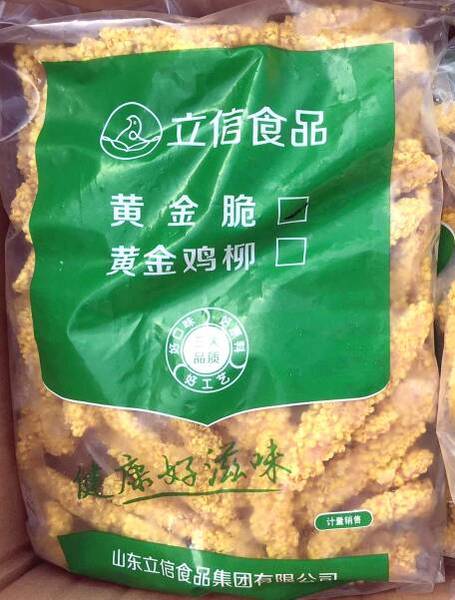 立信食品
黄金脆
黄金鸡柳
好口味
好原料
三好
品质
好工艺
健康好滋味
计量销售
山东立信食品集团有限公司